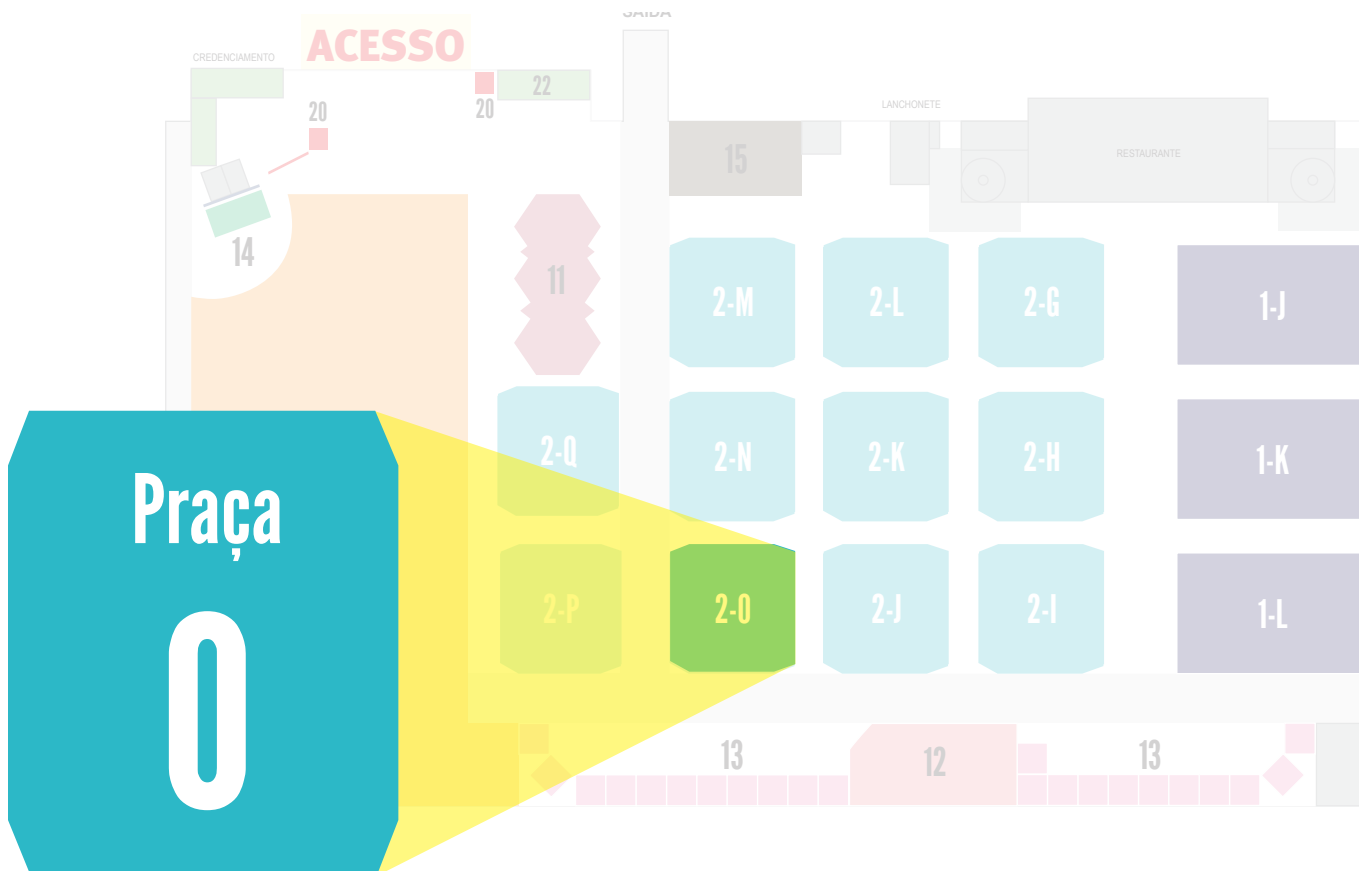 SAÍDA
ACESSO
CREDENCIAMENTO
22
20
20
LANCHONETE
15
RESTAURANTE
14
11
2-M
2-L
2-G
1-J
2-Q
2-N
2-K
2-H
1-K
Praça
O
2-P
2-O
2-J
2-I
1-L
13
12
13